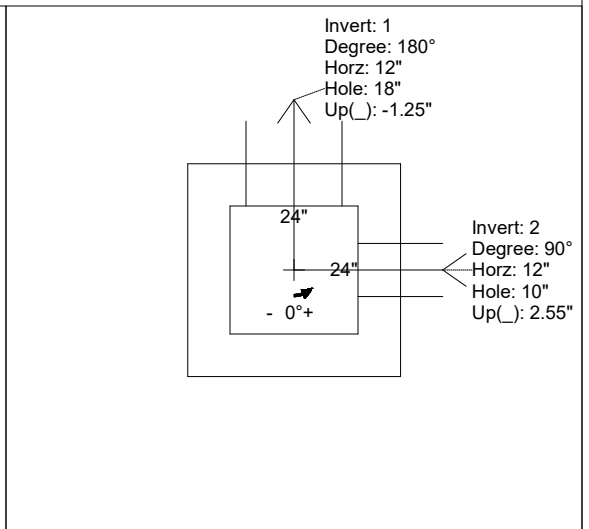 Invert: 1
Degree: 180°
Horz: 12"
Hole: 18"
Up(_): -1.25"
24"
24"
- 0°+
Invert: 2
Degree: 90°
Horz: 12"
Hole: 10"
Up(_): 2.55"